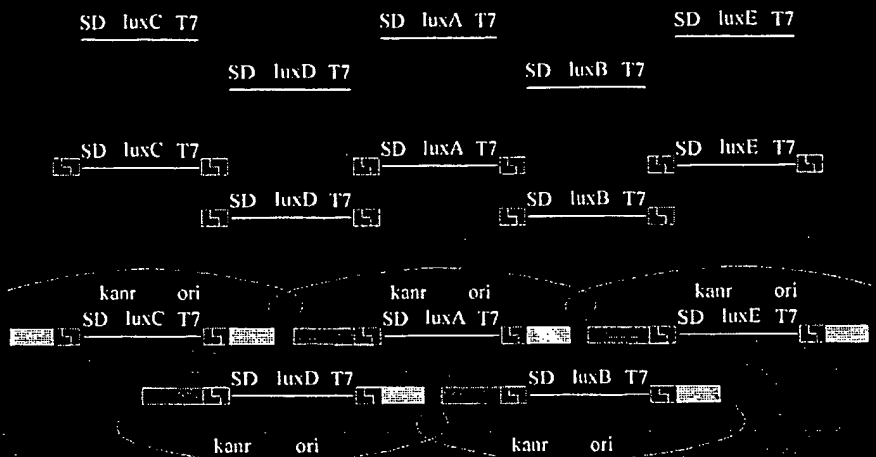 SD luxC T7 SD luxA T7 SD luxE T7
SD luxD T7 SD luxB T7
SD luxC T7 SD luxA T7 SD luxE T7
SD luxD T7 SD luxB T7
kanr ori kanr ori kanr ori
SD luxC T7 SD luxA T7 SD luxE T7
SD luxD T7 SD luxB T7
kanr ori kanr ori